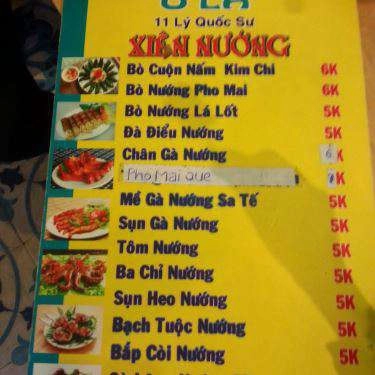 11 Lý Quốc Sư
XIÊN NƯỚNG
Bò Cuộn Nấm Kim Chi 6K
Bò Nướng Pho Mai 6K
Bò Nướng Lá Lốt 5K
Đà Điểu Nướng 5K
Chân Gà Nướng 6K
Pho Mai Que K
Mề Gà Nướng Sa Tế 5K
Sụn Gà Nướng 5K
Tôm Nướng 5K
Ba Chỉ Nướng 5K
Sụn Heo Nướng 5K
Bạch Tuộc Nướng 5K
Bắp Còi Nướng 5K